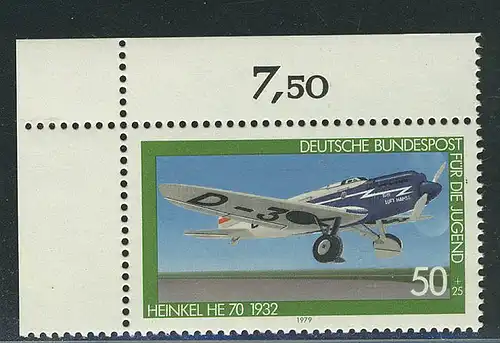 7,50
DEUTSCHE BUNDESPOST
FÜR DIE JUGEND
D-3
LUFT HANSA
50
+
25
HEINKEL HE 70 1932
1979